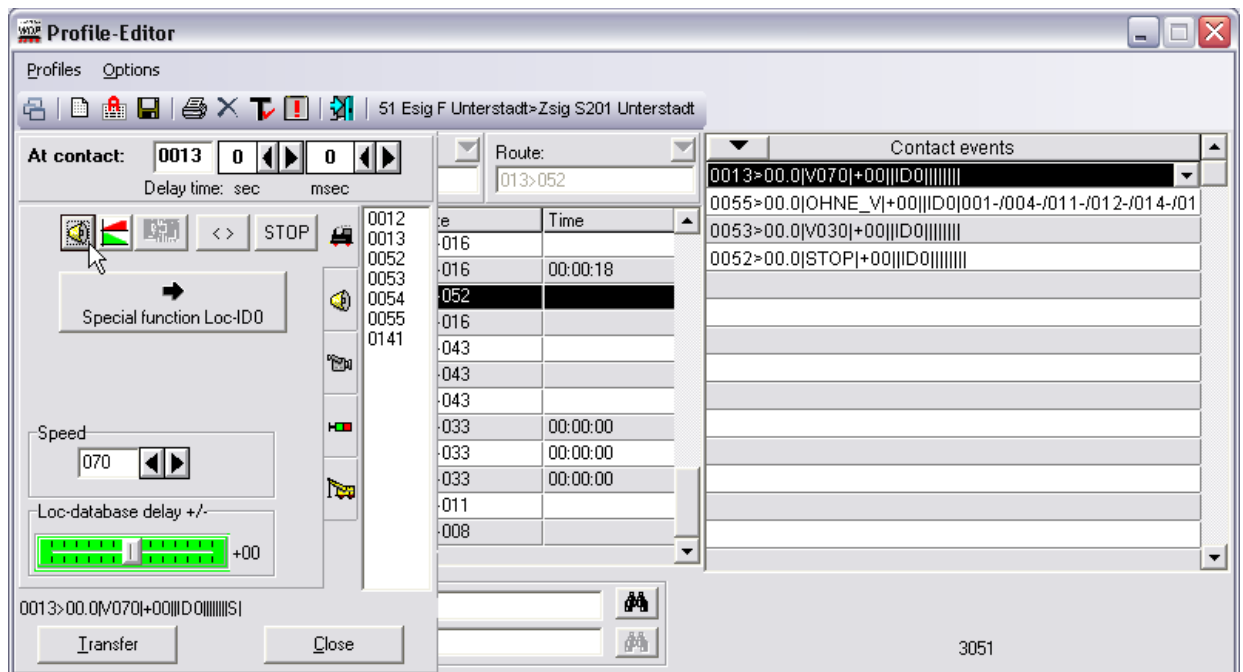 Profile-Editor
Profiles Options
51 Esig F Unterstadt>Zsig S201 Unterstadt
At contact: 0013 0 0
Delay time: sec msec
<> STOP
Special function Loc-ID0
0012
0013
0052
0053
0054
0055
0141
Speed
070
Loc-database delay +/-
+00
0013>00.0|V070|+00||ID0||||||||S|
Transfer Close
Route:
013>052
Time
-016
-016 00:00:18
-052
-016
-043
-043
-043
-033 00:00:00
-033 00:00:00
-033 00:00:00
-011
-008
Contact events
0013>00.0|V070|+00||ID0||||||||
0055>00.0|OHNE_V|+00||ID0|001-/004-/011-/012-/014-/01
0053>00.0|V030|+00||ID0||||||||
0052>00.0|STOP|+00||ID0||||||||
3051